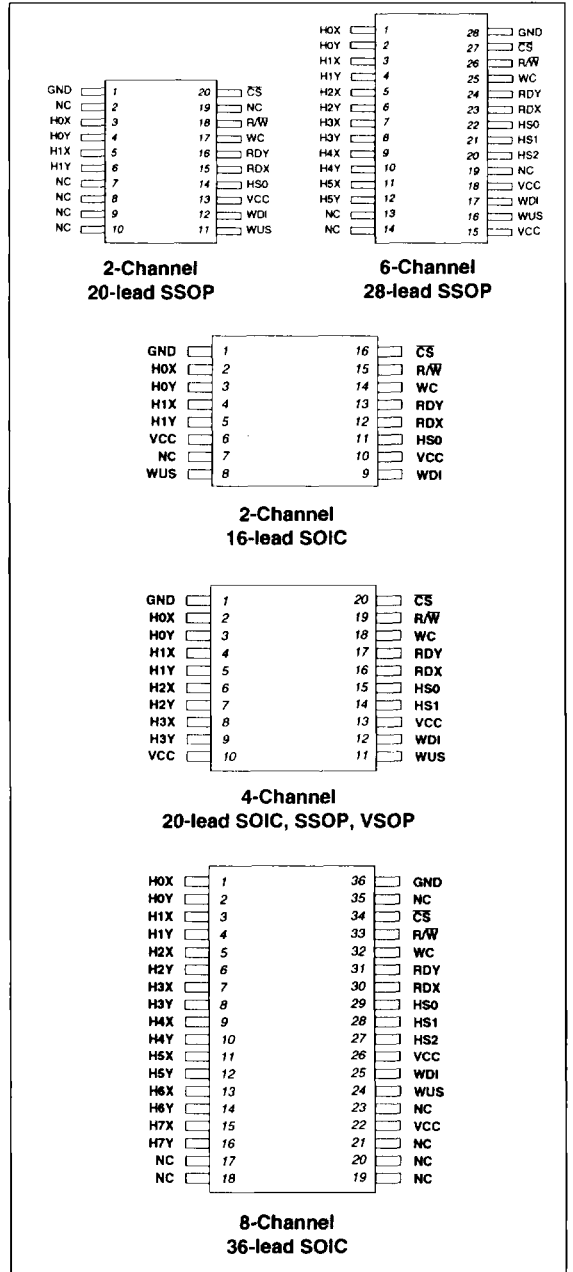 GND 1 20 C̅S̅
NC 2 19 NC
H0X 3 18 R/W̅
H0Y 4 17 WC
H1X 5 16 RDY
H1Y 6 15 RDX
NC 7 14 HS0
NC 8 13 VCC
NC 9 12 WDI
NC 10 11 WUS
2-Channel
20-lead SSOP
H0X 1 28 GND
H0Y 2 27 C̅S̅
H1X 3 26 R/W̅
H1Y 4 25 WC
H2X 5 24 RDY
H2Y 6 23 RDX
H3X 7 22 HS0
H3Y 8 21 HS1
H4X 9 20 HS2
H4Y 10 19 NC
H5X 11 18 VCC
H5Y 12 17 WDI
NC 13 16 WUS
NC 14 15 VCC
6-Channel
28-lead SSOP
GND 1 16 C̅S̅
H0X 2 15 R/W̅
H0Y 3 14 WC
H1X 4 13 RDY
H1Y 5 12 RDX
VCC 6 11 HS0
NC 7 10 VCC
WUS 8 9 WDI
2-Channel
16-lead SOIC
GND 1 20 C̅S̅
H0X 2 19 R/W̅
H0Y 3 18 WC
H1X 4 17 RDY
H1Y 5 16 RDX
H2X 6 15 HS0
H2Y 7 14 HS1
H3X 8 13 VCC
H3Y 9 12 WDI
VCC 10 11 WUS
4-Channel
20-lead SOIC, SSOP, VSOP
H0X 1 36 GND
H0Y 2 35 NC
H1X 3 34 C̅S̅
H1Y 4 33 R/W̅
H2X 5 32 WC
H2Y 6 31 RDY
H3X 7 30 RDX
H3Y 8 29 HS0
H4X 9 28 HS1
H4Y 10 27 HS2
H5X 11 26 VCC
H5Y 12 25 WDI
H6X 13 24 WUS
H6Y 14 23 NC
H7X 15 22 VCC
H7Y 16 21 NC
NC 17 20 NC
NC 18 19 NC
8-Channel
36-lead SOIC